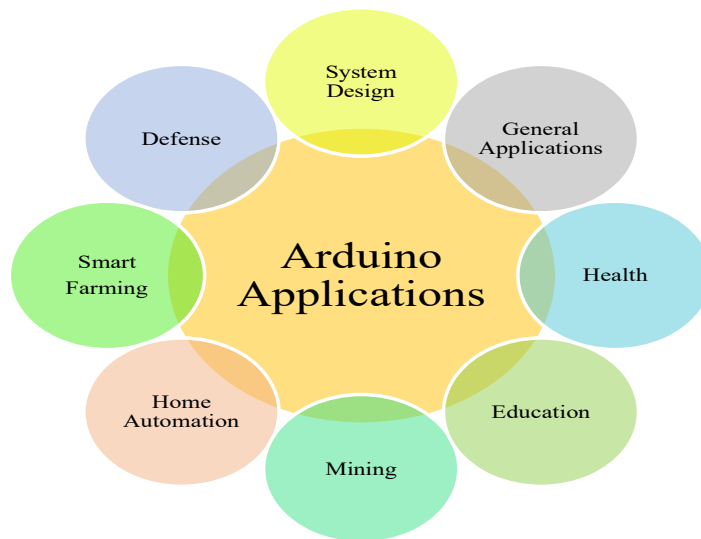 Arduino
Applications
System
Design
General
Applications
Health
Education
Mining
Home
Automation
Smart
Farming
Defense